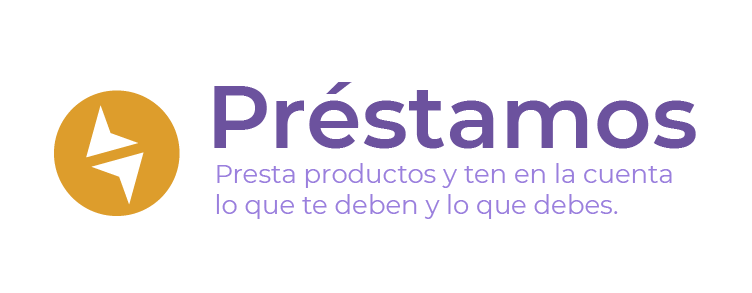 Préstamos
Presta productos y ten en la cuenta
lo que te deben y lo que debes.